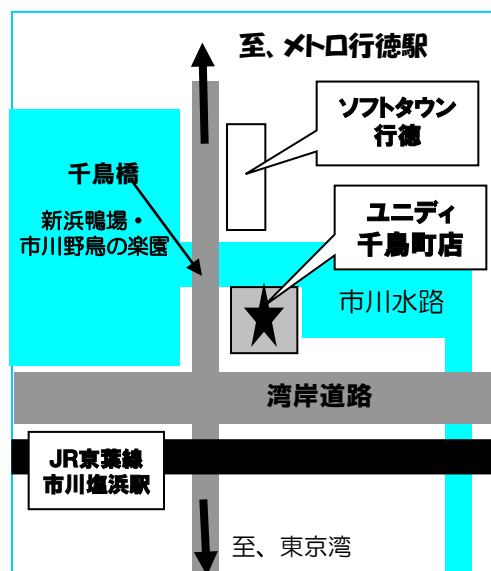 至、メトロ行徳駅
ソフトタウン
行徳
千鳥橋
新浜鴨場・
市川野鳥の楽園
ユニディ
千鳥町店
市川水路
湾岸道路
JR京葉線
市川塩浜駅
至、東京湾